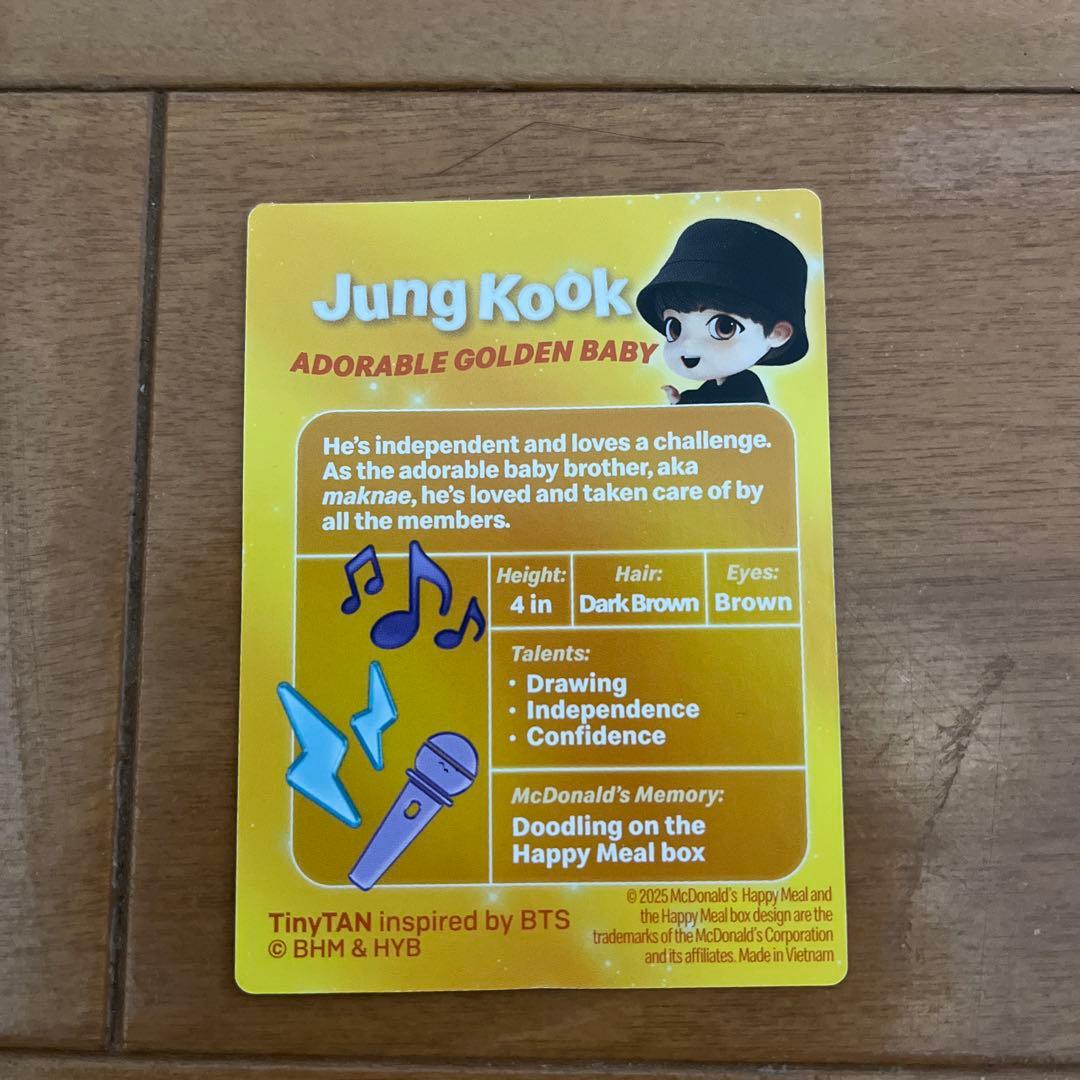 Jung Kook
ADORABLE GOLDEN BABY
He's independent and loves a challenge.
As the adorable baby brother, aka
maknae, he's loved and taken care of by
all the members.
Height:
4 in
Hair:
Dark Brown
Eyes:
Brown
Talents:
• Drawing
• Independence
• Confidence
McDonald's Memory:
Doodling on the
Happy Meal box
TinyTAN inspired by BTS
© BHM & HYB
© 2025 McDonald's Happy Meal and
the Happy Meal box design are the
trademarks of the McDonald's Corporation
and its affiliates. Made in Vietnam